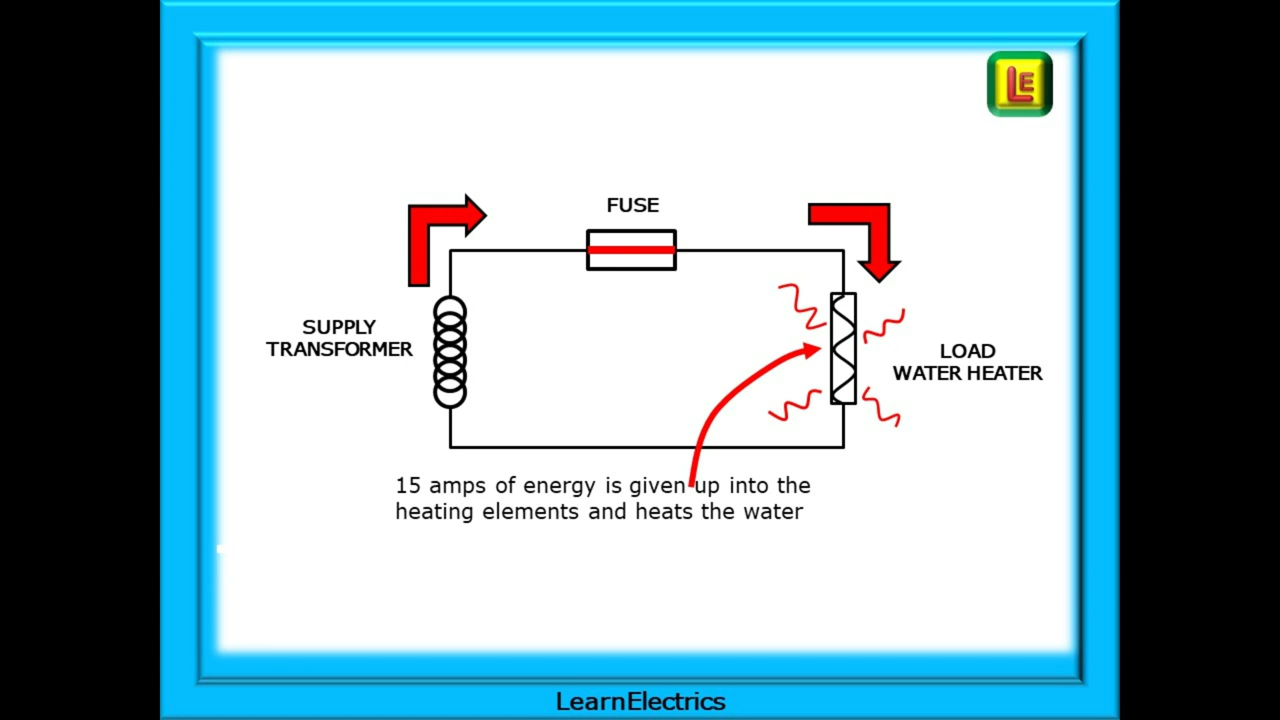 LE
FUSE
SUPPLY
TRANSFORMER
LOAD
WATER HEATER
15 amps of energy is given up into the
heating elements and heats the water
LearnElectrics